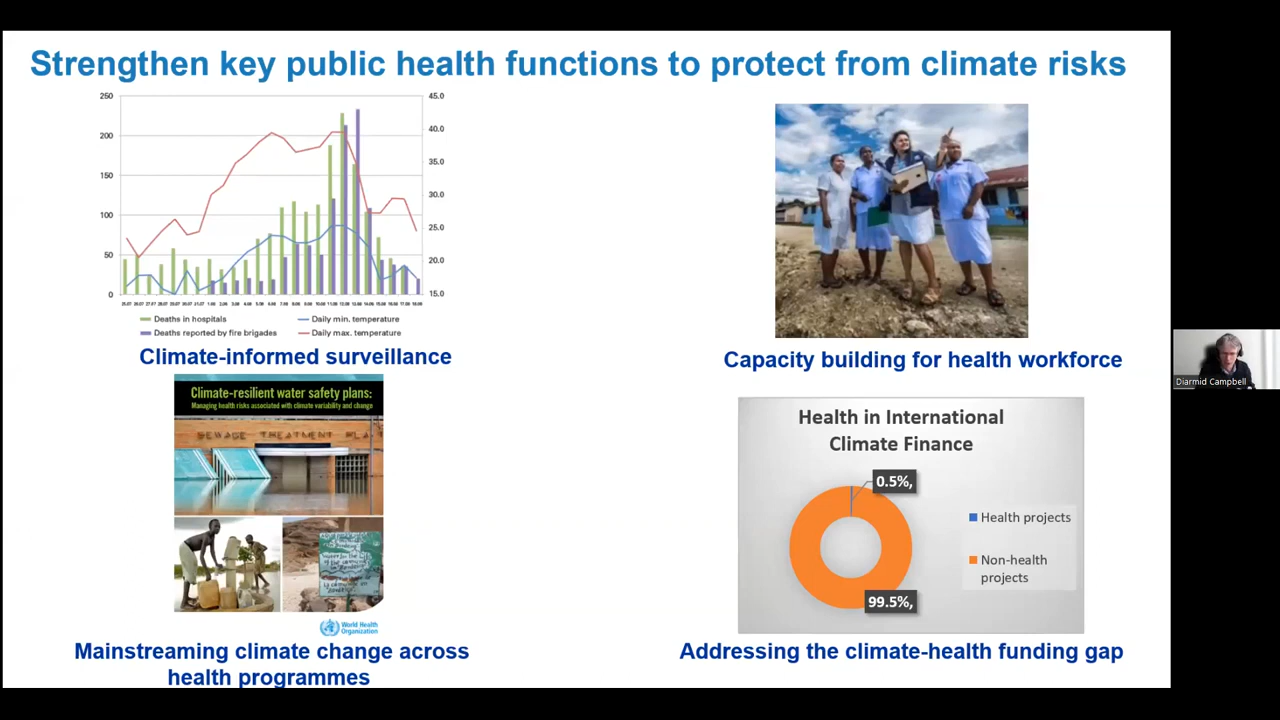 Strengthen key public health functions to protect from climate risks
250
200
150
100
50
0
45.0
40.0
35.0
30.0
25.0
20.0
15.0
Deaths in hospitals
Daily min. temperature
Deaths reported by fire brigades
Daily max. temperature
Climate-informed surveillance
Capacity building for health workforce
Climate-resilient water safety plans:
Managing health risks associated with climate variability and change
SEWAGE TREATMENT
World Health
Organization
Mainstreaming climate change across
health programmes
Health in International
Climate Finance
0.5%,
Health projects
Non-health
projects
99.5%,
Addressing the climate-health funding gap
Diarmid Campbell